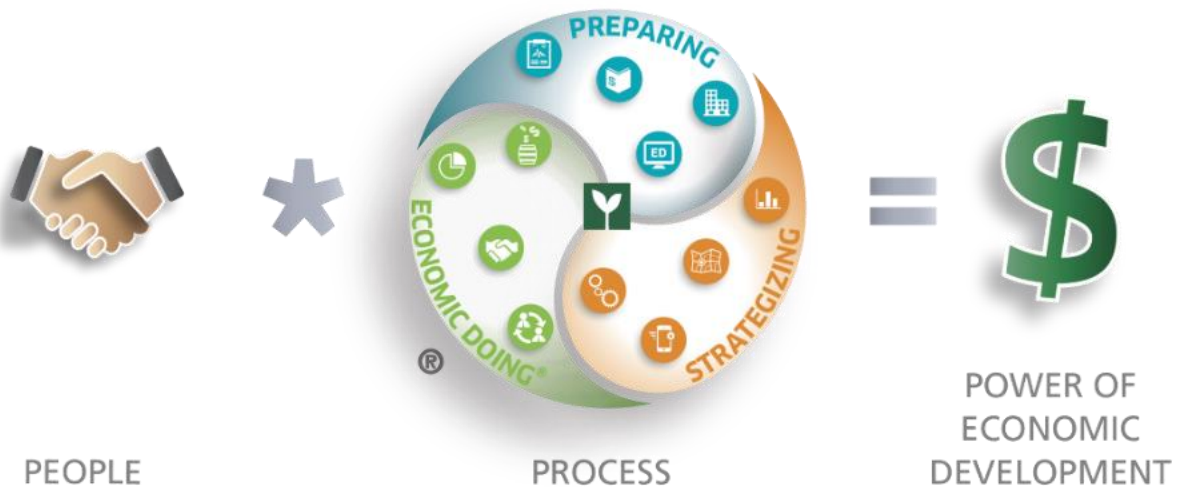 PREPARING
ED
*
=
$
ECONOMIC DOING®
STRATEGIZING
®
PEOPLE
PROCESS
POWER OF
ECONOMIC
DEVELOPMENT